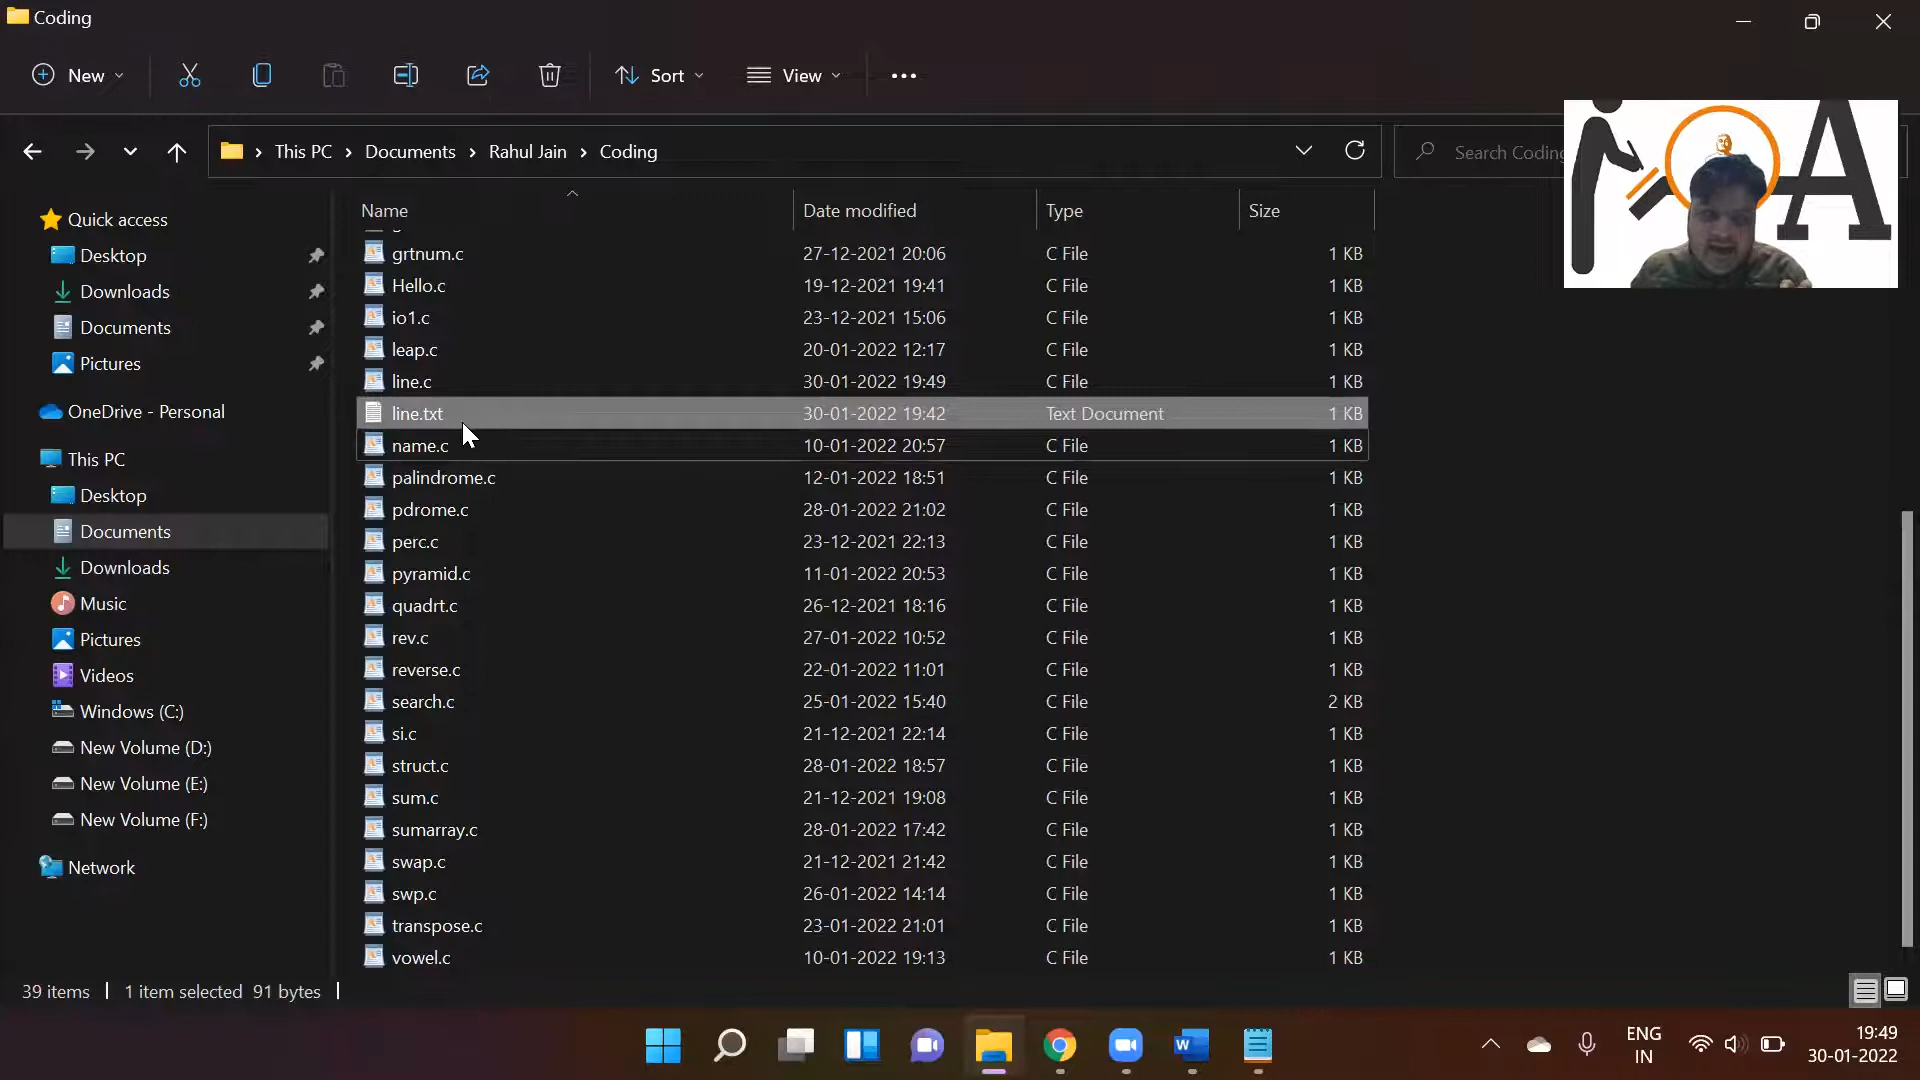 Coding
New
Sort
View
This PC
Documents
Rahul Jain
Coding
Search Coding
A
Quick access
Desktop
Downloads
Documents
Pictures
OneDrive - Personal
This PC
Desktop
Documents
Downloads
Music
Pictures
Videos
Windows (C:)
New Volume (D:)
New Volume (E:)
New Volume (F:)
Network
Name Date modified Type Size
grtnum.c 27-12-2021 20:06 C File 1 KB
Hello.c 19-12-2021 19:41 C File 1 KB
io1.c 23-12-2021 15:06 C File 1 KB
leap.c 20-01-2022 12:17 C File 1 KB
line.c 30-01-2022 19:49 C File 1 KB
line.txt 30-01-2022 19:42 Text Document 1 KB
name.c 10-01-2022 20:57 C File 1 KB
palindrome.c 12-01-2022 18:51 C File 1 KB
pdrome.c 28-01-2022 21:02 C File 1 KB
perc.c 23-12-2021 22:13 C File 1 KB
pyramid.c 11-01-2022 20:53 C File 1 KB
quadrt.c 26-12-2021 18:16 C File 1 KB
rev.c 27-01-2022 10:52 C File 1 KB
reverse.c 22-01-2022 11:01 C File 1 KB
search.c 25-01-2022 15:40 C File 2 KB
si.c 21-12-2021 22:14 C File 1 KB
struct.c 28-01-2022 18:57 C File 1 KB
sum.c 21-12-2021 19:08 C File 1 KB
sumarray.c 28-01-2022 17:42 C File 1 KB
swap.c 21-12-2021 21:42 C File 1 KB
swp.c 26-01-2022 14:14 C File 1 KB
transpose.c 23-01-2022 21:01 C File 1 KB
vowel.c 10-01-2022 19:13 C File 1 KB
39 items 1 item selected 91 bytes
W
ENG
IN
19:49
30-01-2022